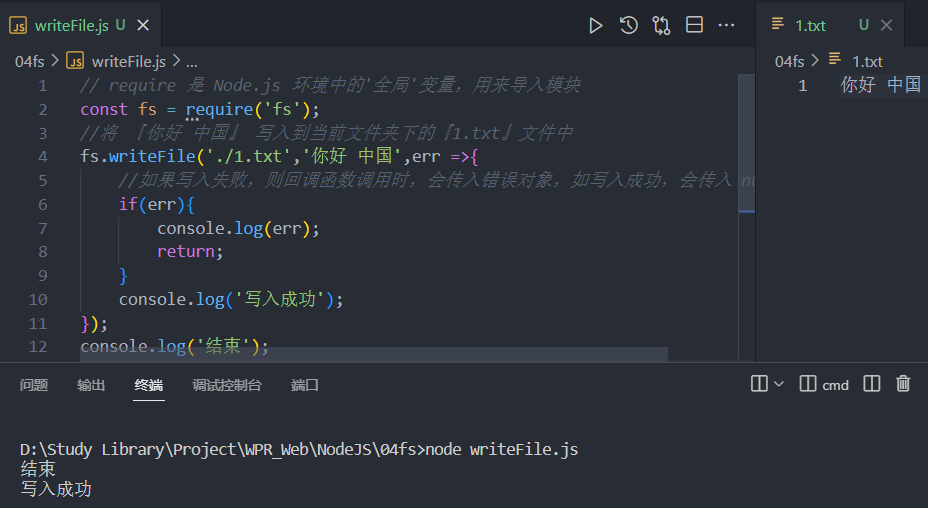 writeFile.js U
1.txt U
04fs > writeFile.js > ...
04fs > 1.txt
1 // require 是 Node.js 环境中的'全局'变量，用来导入模块
2 const fs = require('fs');
3 //将 『你好 中国』 写入到当前文件夹下的『1.txt』文件中
4 fs.writeFile('./1.txt','你好 中国',err =>{
5 //如果写入失败，则回调函数调用时，会传入错误对象，如写入成功，会传入
6 if(err){
7 console.log(err);
8 return;
9 }
10 console.log('写入成功');
11 });
12 console.log('结束');
1 你好 中国
问题 输出 终端 调试控制台 端口
cmd
D:\Study Library\Project\WPR_Web\NodeJS\04fs>node writeFile.js
结束
写入成功